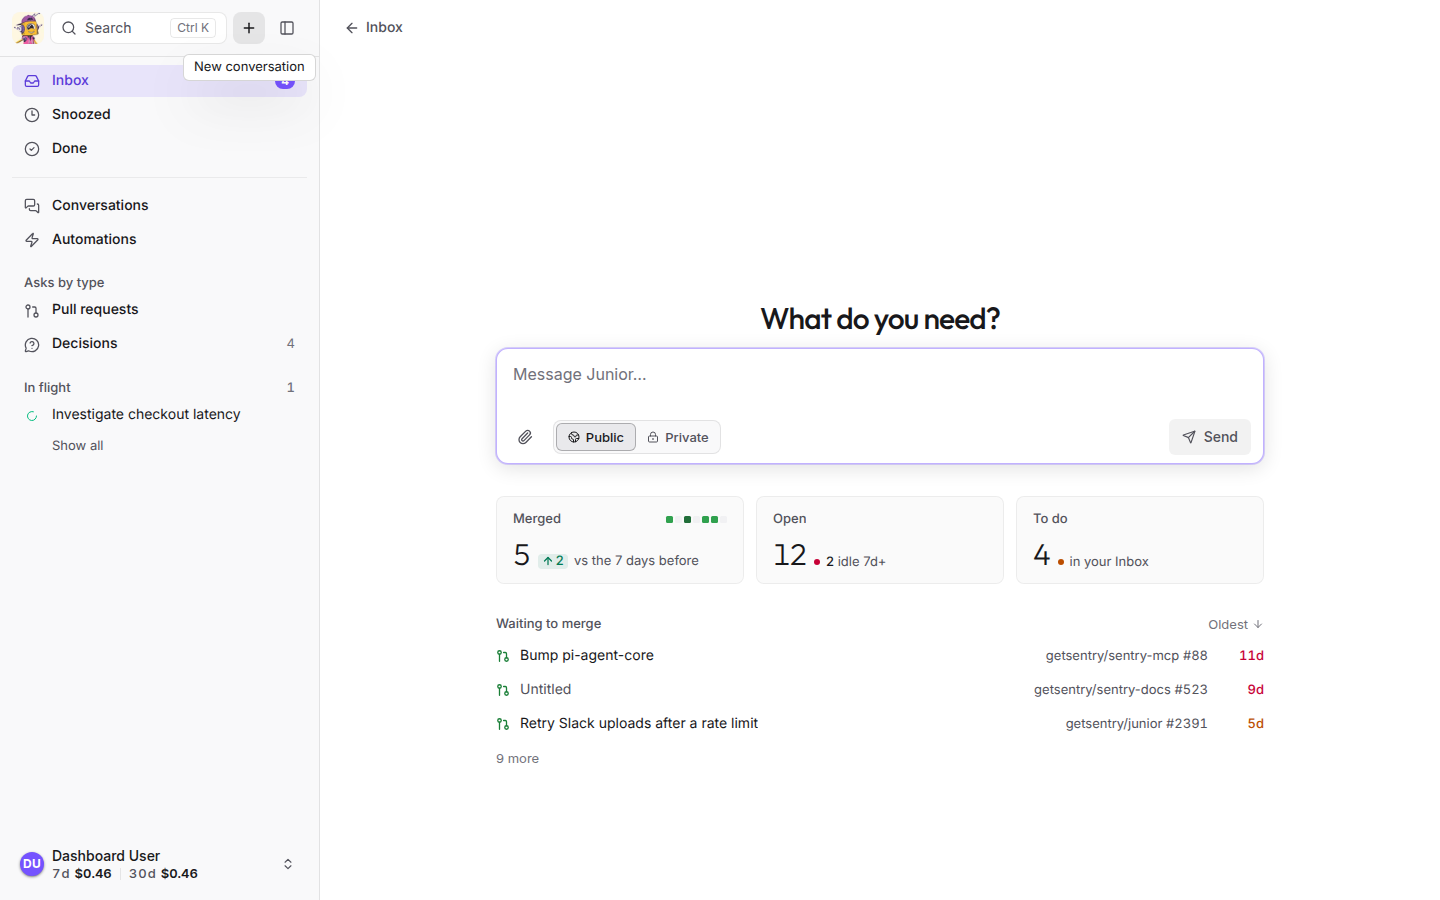 Search
Ctrl K
New conversation
Inbox
Snoozed
Done
Conversations
Automations
Asks by type
Pull requests
Decisions
4
In flight
1
Investigate checkout latency
Show all
DU
Dashboard User
7d $0.46
30d $0.46
Inbox
What do you need?
Message Junior...
Public
Private
Send
Merged
5
2
vs the 7 days before
Open
12
2 idle 7d+
To do
4
in your Inbox
Waiting to merge
Oldest
Bump pi-agent-core
getsentry/sentry-mcp #88
11d
Untitled
getsentry/sentry-docs #523
9d
Retry Slack uploads after a rate limit
getsentry/junior #2391
5d
9 more